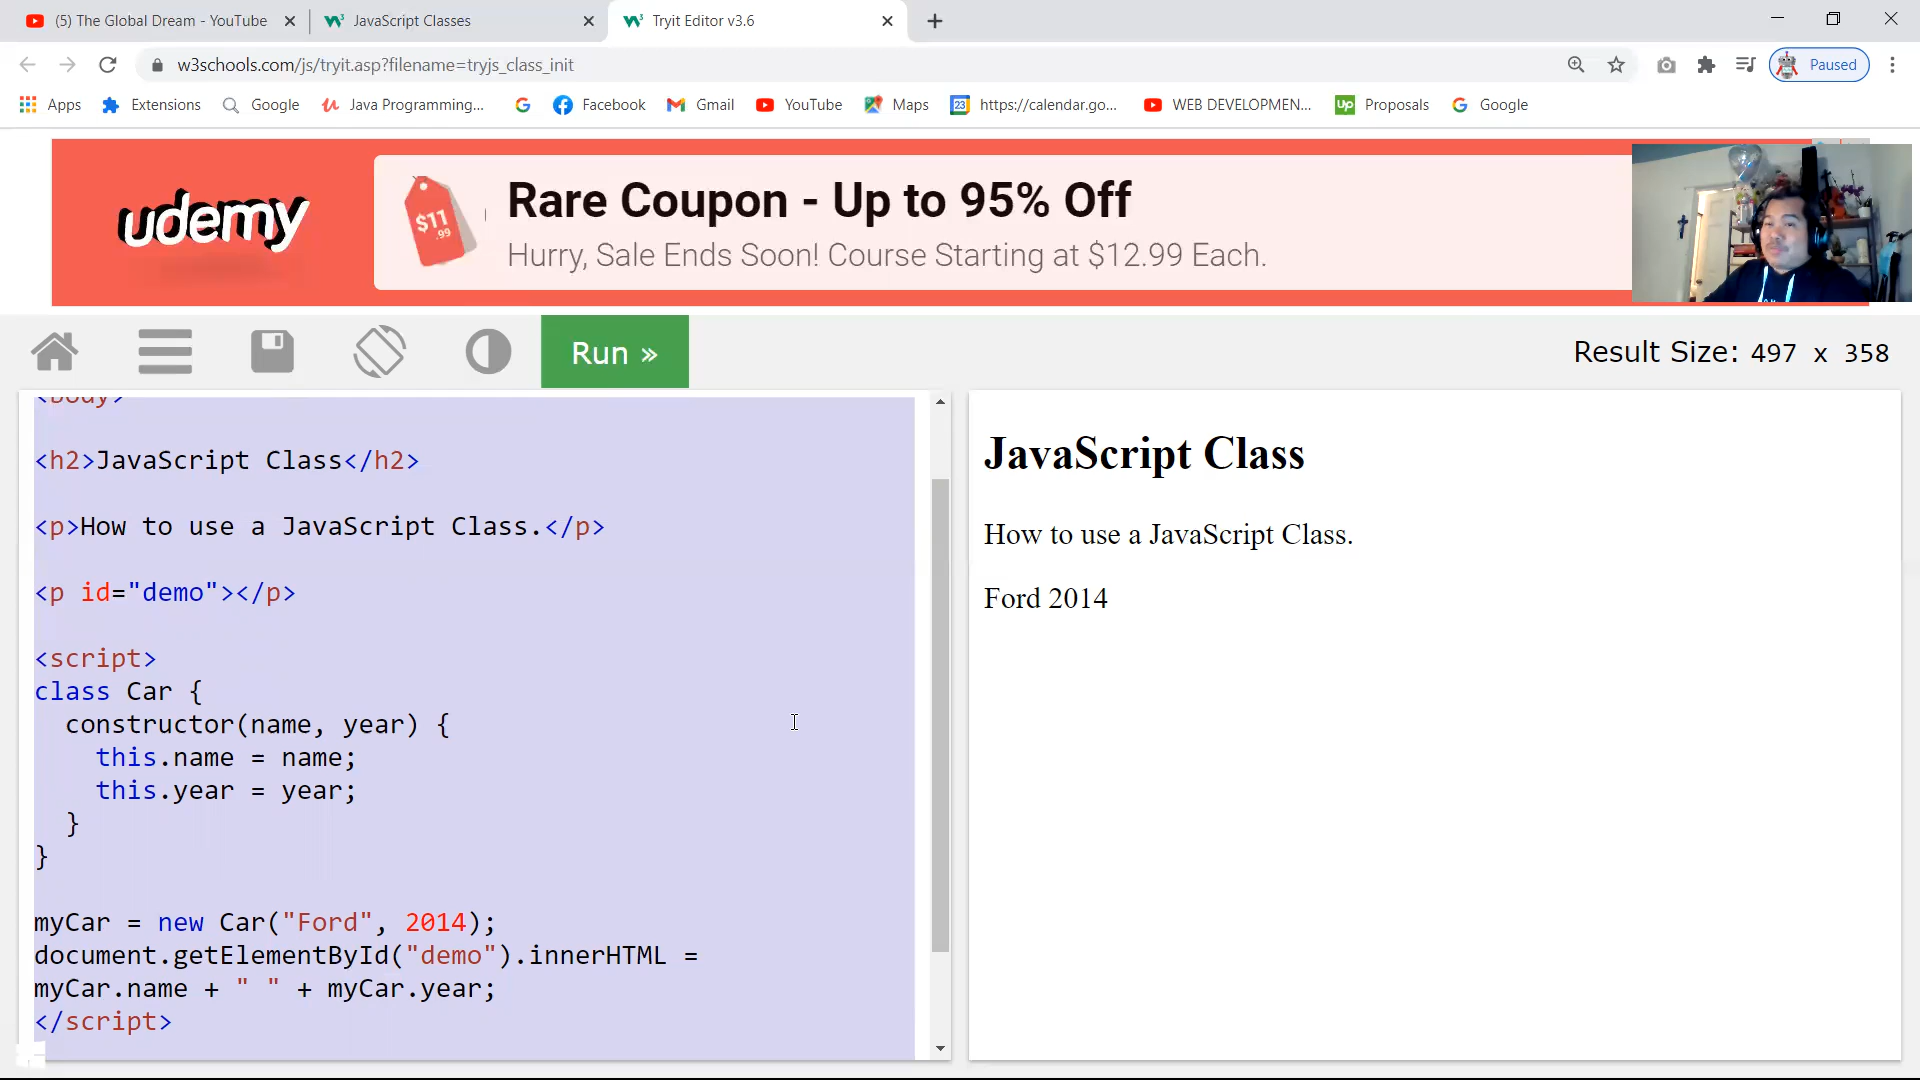 (5) The Global Dream - YouTube
JavaScript Classes
Tryit Editor v3.6
w3schools.com/js/tryit.asp?filename=tryjs_class_init
Paused
Apps
Extensions
Google
Java Programming...
Facebook
Gmail
YouTube
Maps
23
https://calendar.go...
WEB DEVELOPMEN...
Up
Proposals
Google
udemy
$11
.99
Rare Coupon - Up to 95% Off
Hurry, Sale Ends Soon! Course Starting at $12.99 Each.
Run »
Result Size: 497 x 358
<body>
<h2>JavaScript Class</h2>
<p>How to use a JavaScript Class.</p>
<p id="demo"></p>
<script>
class Car {
  constructor(name, year) {
    this.name = name;
    this.year = year;
  }
}
myCar = new Car("Ford", 2014);
document.getElementById("demo").innerHTML =
myCar.name + " " + myCar.year;
</script>
JavaScript Class
How to use a JavaScript Class.
Ford 2014